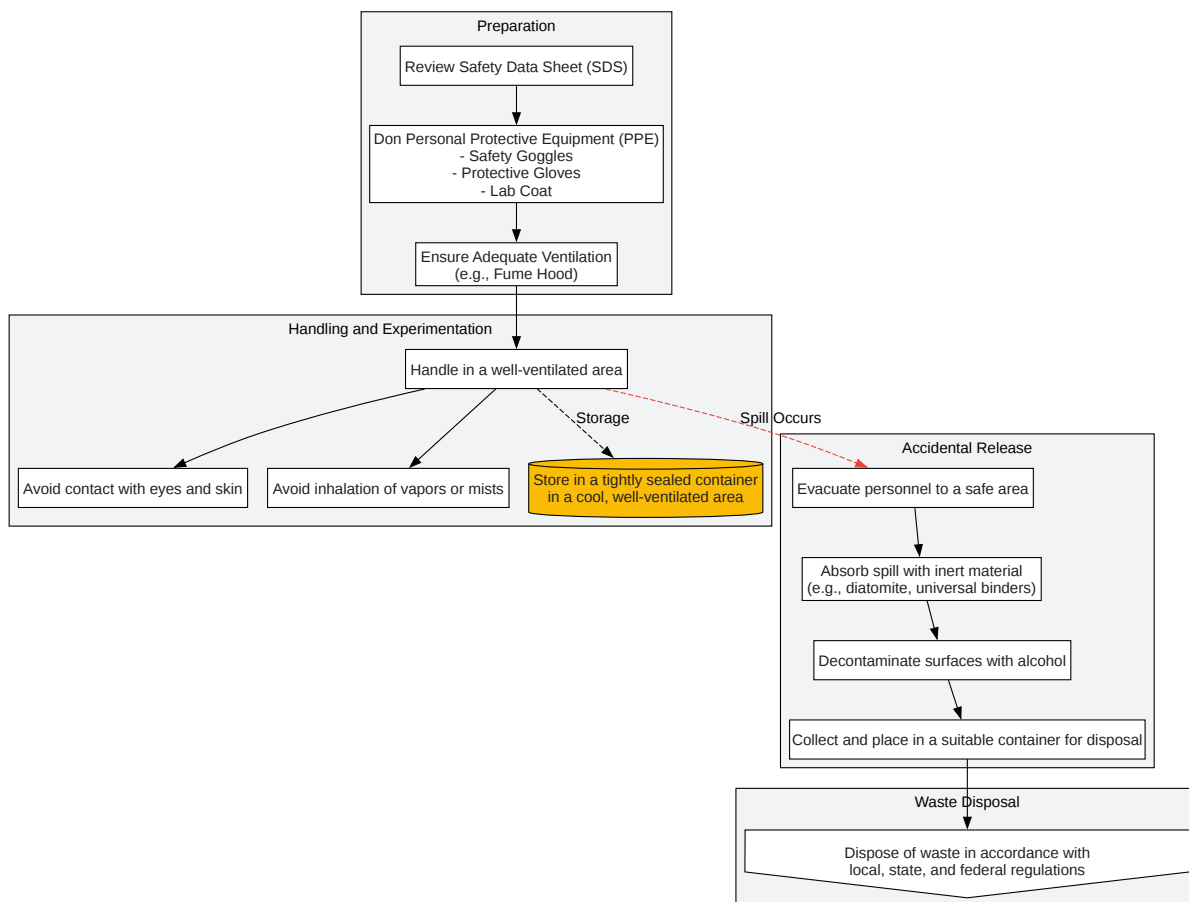 Preparation
Review Safety Data Sheet (SDS)
Don Personal Protective Equipment (PPE)
- Safety Goggles
- Protective Gloves
- Lab Coat
Ensure Adequate Ventilation
(e.g., Fume Hood)
Handling and Experimentation
Handle in a well-ventilated area
Storage
Spill Occurs
Avoid contact with eyes and skin
Avoid inhalation of vapors or mists
Store in a tightly sealed container
in a cool, well-ventilated area
Accidental Release
Evacuate personnel to a safe area
Absorb spill with inert material
(e.g., diatomite, universal binders)
Decontaminate surfaces with alcohol
Collect and place in a suitable container for disposal
Waste Disposal
Dispose of waste in accordance with
local, state, and federal regulations